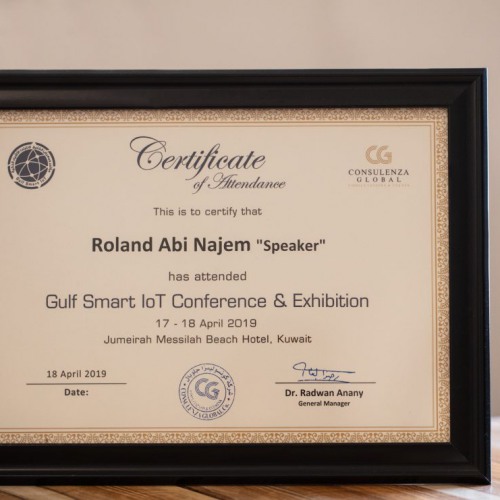 Certificate
of Attendance
CG
CONSULENZA
GLOBAL
This is to certify that
Roland Abi Najem "Speaker"
has attended
Gulf Smart IoT Conference & Exhibition
17 - 18 April 2019
Jumeirah Messilah Beach Hotel, Kuwait
18 April 2019
Date:
CG
Dr. Radwan Anany
General Manager